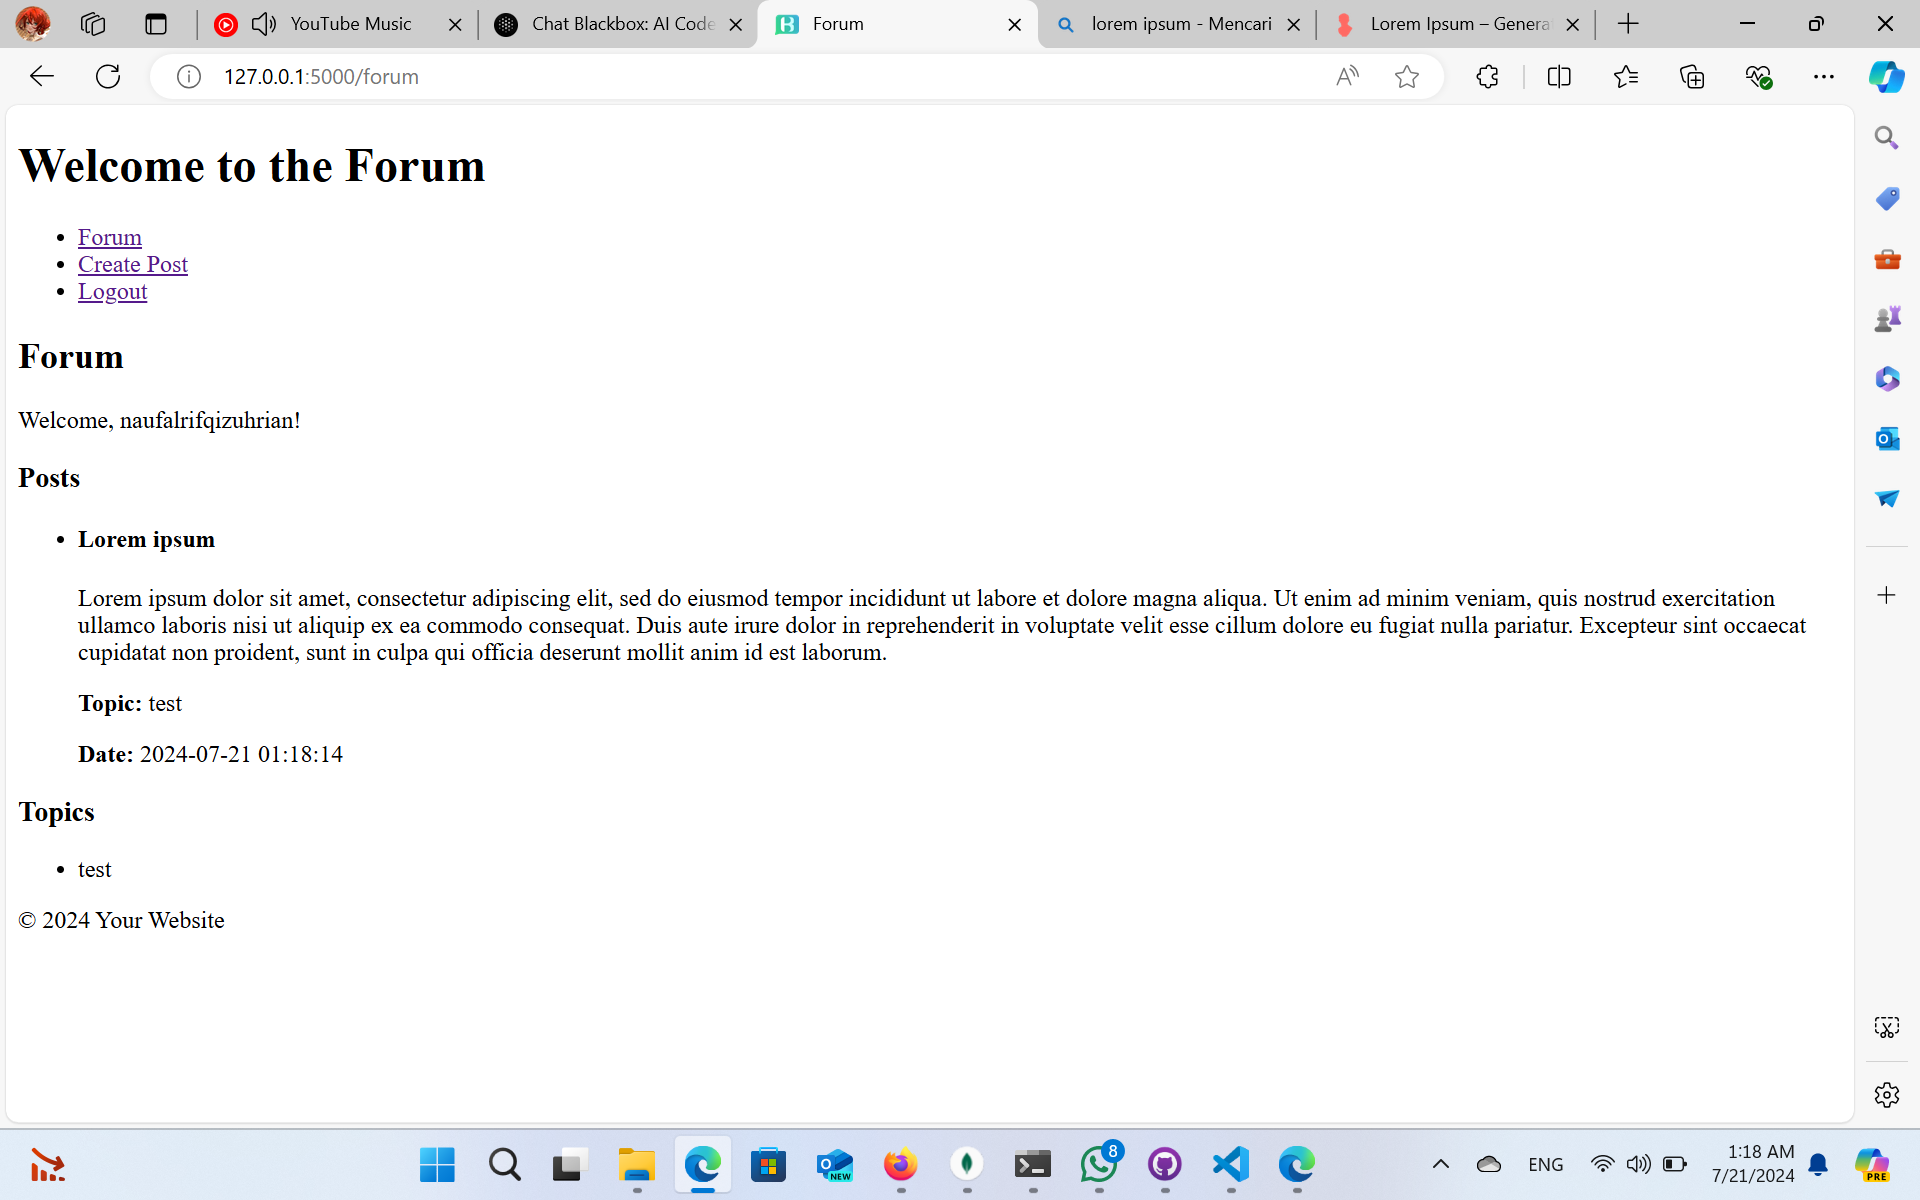 YouTube Music
Chat Blackbox: AI Code
Forum
lorem ipsum - Mencari
Lorem Ipsum – Genera
127.0.0.1:5000/forum
Welcome to the Forum
Forum
Create Post
Logout
Forum
Welcome, naufalrifqizuhrian!
Posts
Lorem ipsum
Lorem ipsum dolor sit amet, consectetur adipiscing elit, sed do eiusmod tempor incididunt ut labore et dolore magna aliqua. Ut enim ad minim veniam, quis nostrud exercitation
ullamco laboris nisi ut aliquip ex ea commodo consequat. Duis aute irure dolor in reprehenderit in voluptate velit esse cillum dolore eu fugiat nulla pariatur. Excepteur sint occaecat
cupidatat non proident, sunt in culpa qui officia deserunt mollit anim id est laborum.
Topic: test
Date: 2024-07-21 01:18:14
Topics
test
© 2024 Your Website
NEW
8
ENG
1:18 AM
7/21/2024
PRE